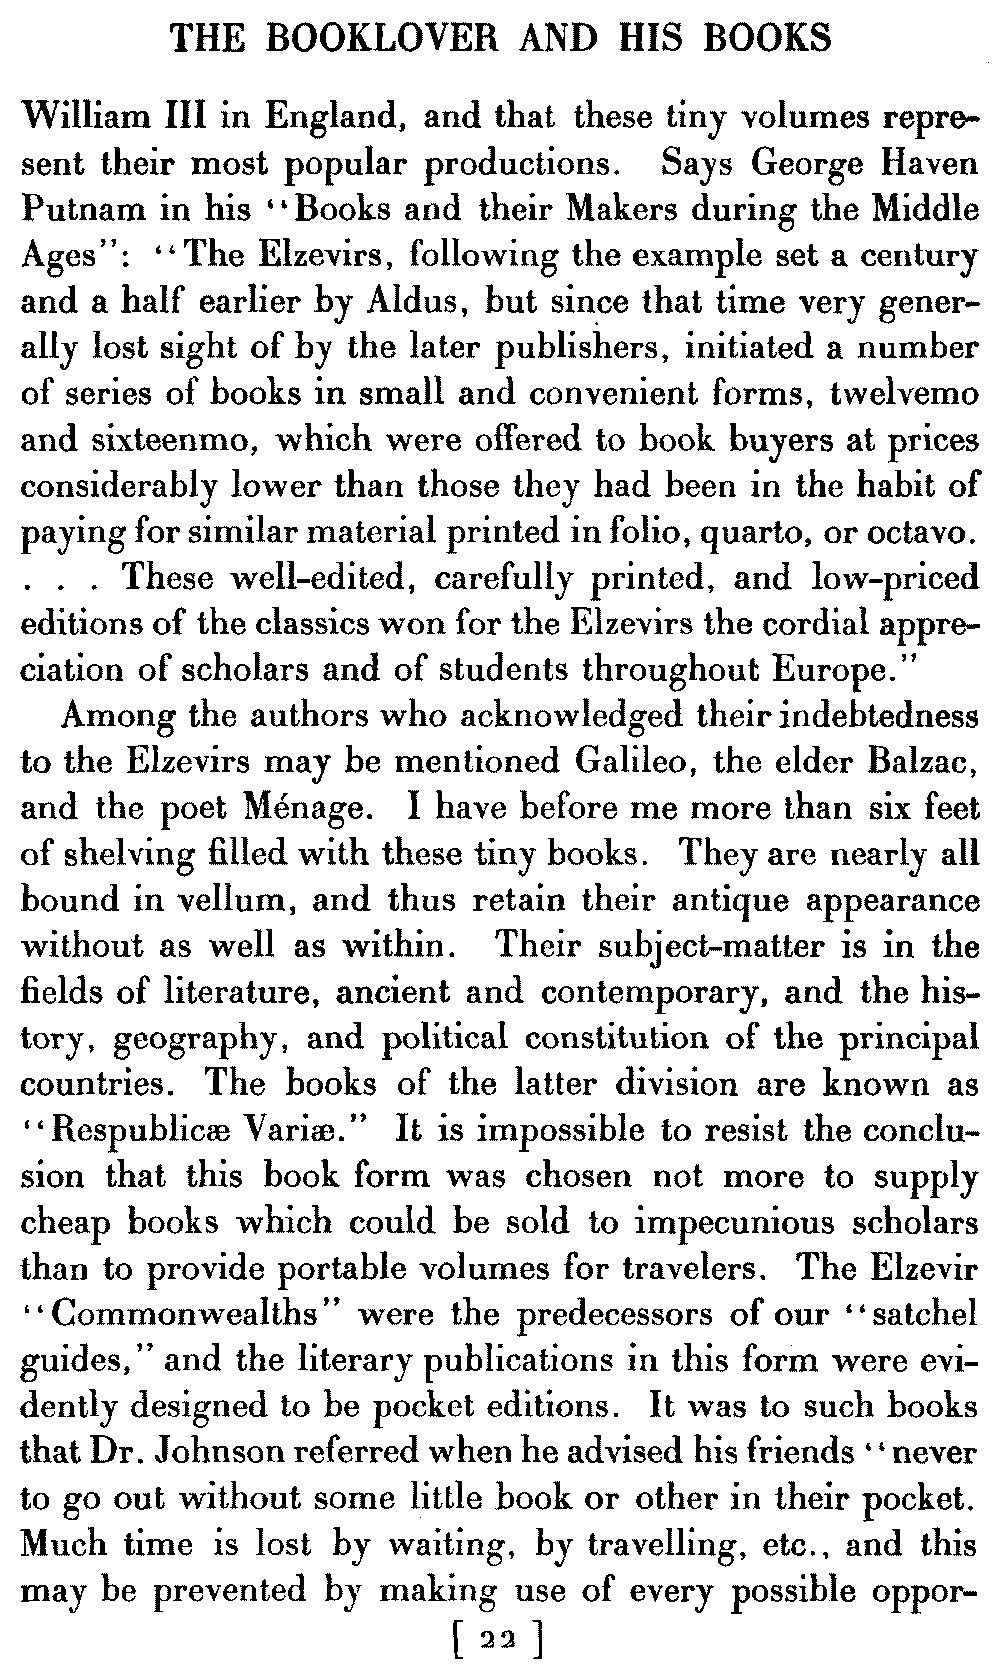 THE BOOKLOVER AND HIS BOOKS
William III in England, and that these tiny volumes repre-
sent their most popular productions. Says George Haven
Putnam in his "Books and their Makers during the Middle
Ages": "The Elzevirs, following the example set a century
and a half earlier by Aldus, but since that time very gener-
ally lost sight of by the later publishers, initiated a number
of series of books in small and convenient forms, twelvemo
and sixteenmo, which were offered to book buyers at prices
considerably lower than those they had been in the habit of
paying for similar material printed in folio, quarto, or octavo.
. . . These well-edited, carefully printed, and low-priced
editions of the classics won for the Elzevirs the cordial appre-
ciation of scholars and of students throughout Europe."
Among the authors who acknowledged their indebtedness
to the Elzevirs may be mentioned Galileo, the elder Balzac,
and the poet Ménage. I have before me more than six feet
of shelving filled with these tiny books. They are nearly all
bound in vellum, and thus retain their antique appearance
without as well as within. Their subject-matter is in the
fields of literature, ancient and contemporary, and the his-
tory, geography, and political constitution of the principal
countries. The books of the latter division are known as
"Respublicæ Variæ." It is impossible to resist the conclu-
sion that this book form was chosen not more to supply
cheap books which could be sold to impecunious scholars
than to provide portable volumes for travelers. The Elzevir
"Commonwealths" were the predecessors of our "satchel
guides," and the literary publications in this form were evi-
dently designed to be pocket editions. It was to such books
that Dr. Johnson referred when he advised his friends "never
to go out without some little book or other in their pocket.
Much time is lost by waiting, by travelling, etc., and this
may be prevented by making use of every possible oppor-
[ 22 ]